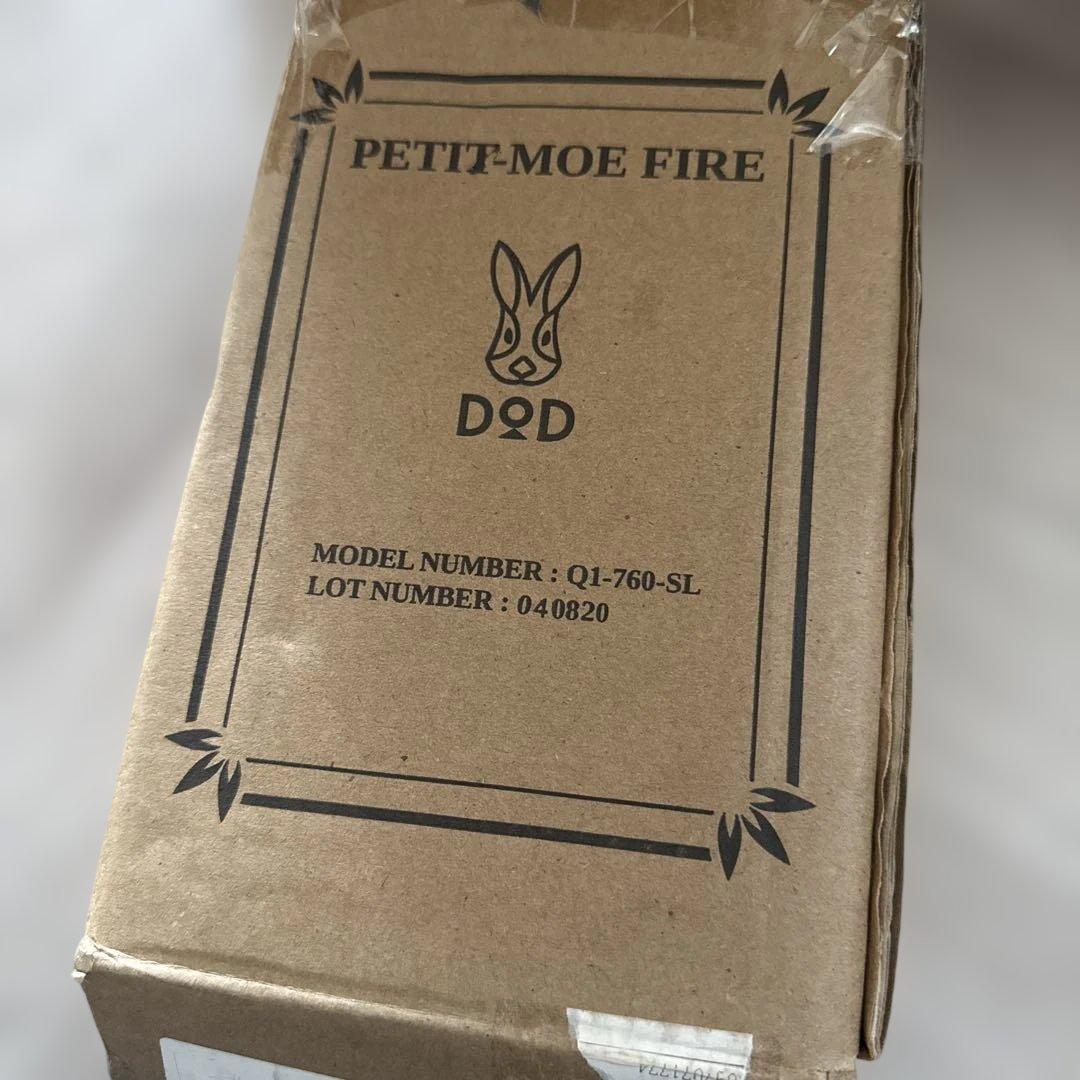 PETIT-MOE FIRE
DOD
MODEL NUMBER : Q1-760-SL
LOT NUMBER : 040820